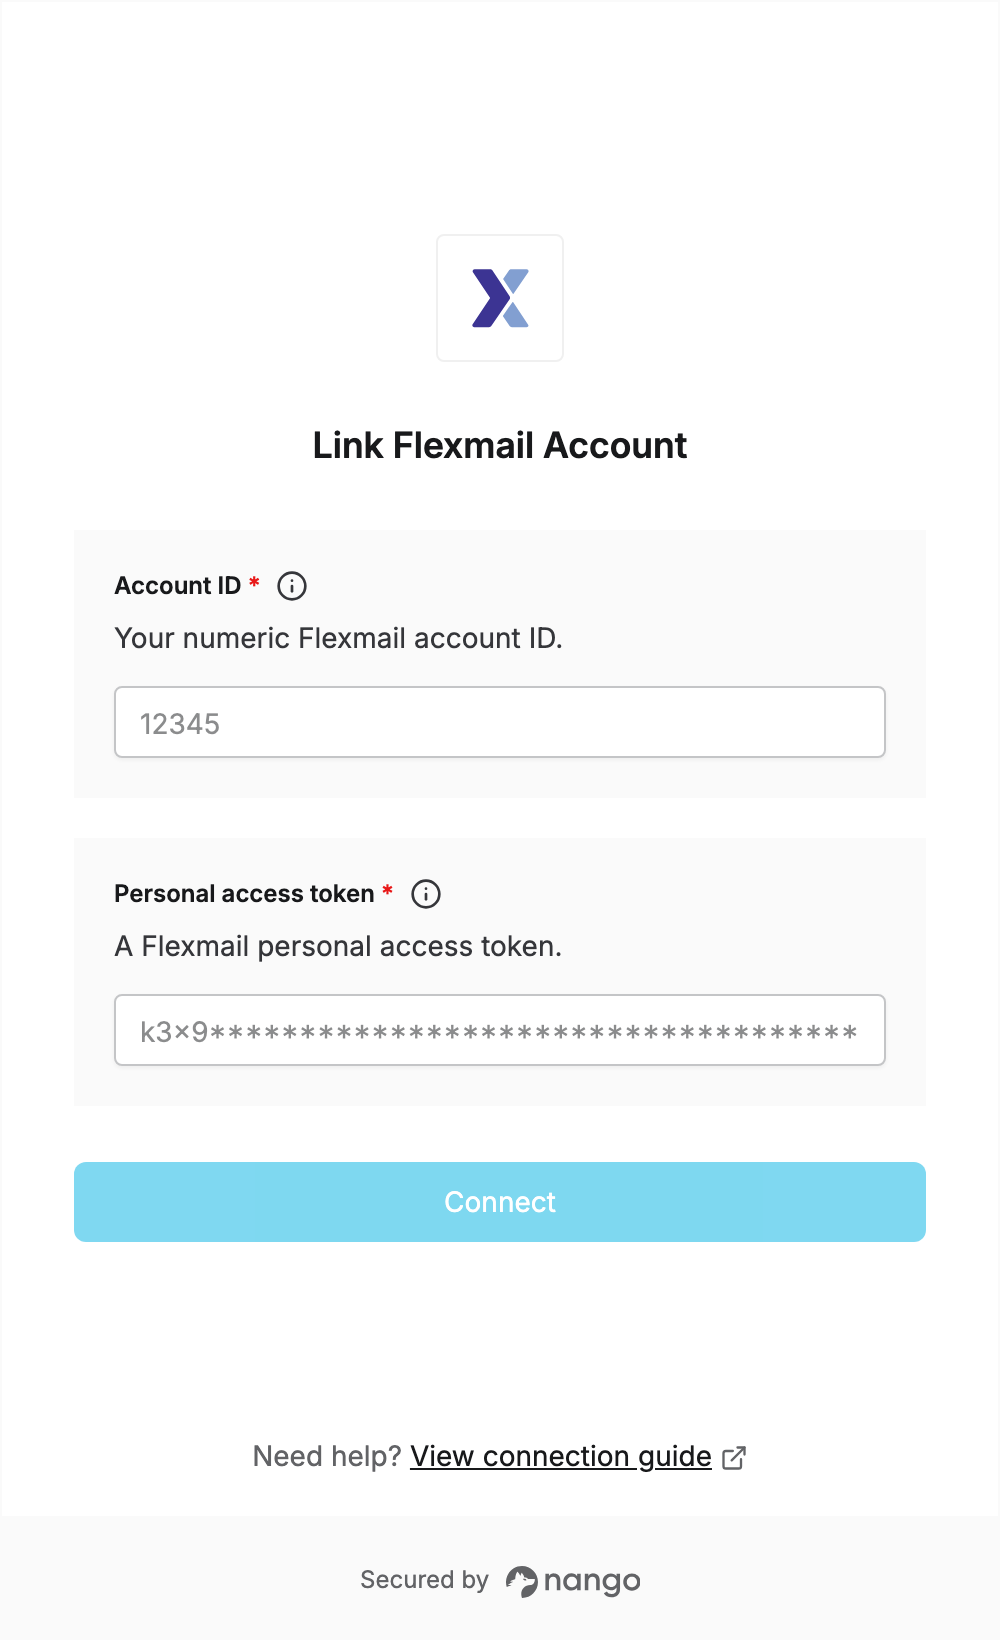 Link Flexmail Account
Account ID *
Your numeric Flexmail account ID.
12345
Personal access token *
A Flexmail personal access token.
k3x9************************************
Connect
Need help? View connection guide
Secured by nango